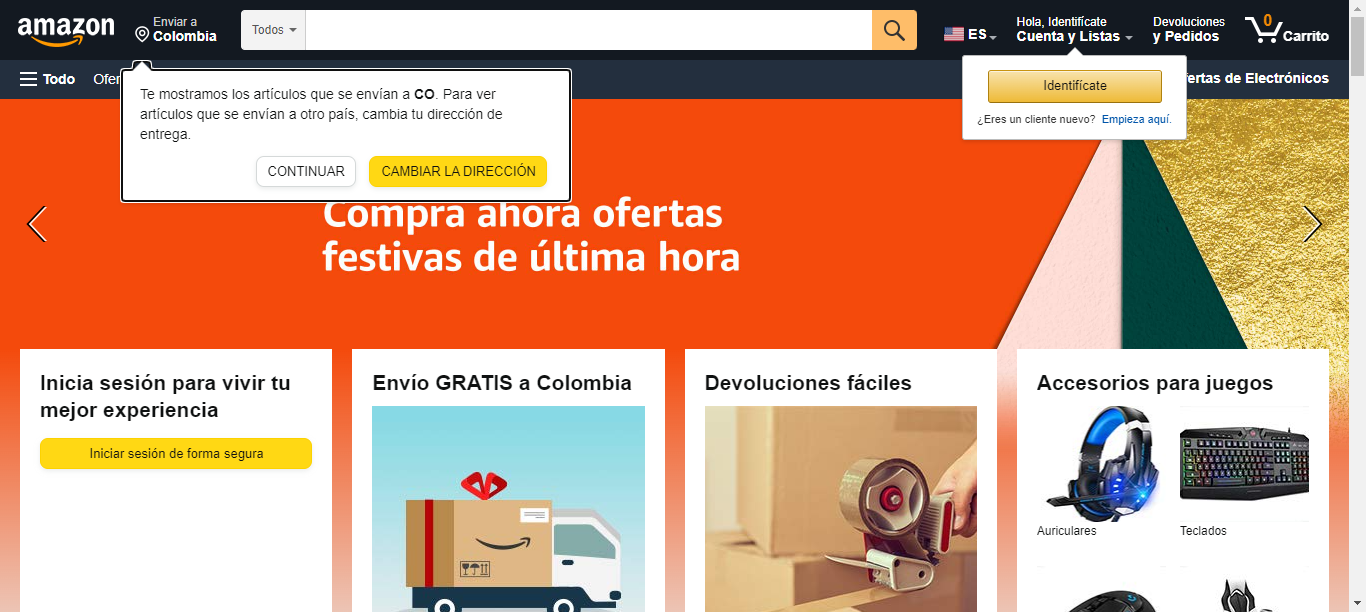 amazon
Enviar a
Colombia
Todos
ES
Hola, Identifícate
Cuenta y Listas
Devoluciones
y Pedidos
0
Carrito
Todo
Ofer
fertas de Electrónicos
Te mostramos los artículos que se envían a CO. Para ver
artículos que se envían a otro país, cambia tu dirección de
entrega.
CONTINUAR
CAMBIAR LA DIRECCIÓN
Identifícate
¿Eres un cliente nuevo? Empieza aquí.
Compra ahora ofertas
festivas de última hora
Inicia sesión para vivir tu
mejor experiencia
Iniciar sesión de forma segura
Envío GRATIS a Colombia
Devoluciones fáciles
Accesorios para juegos
Auriculares
Teclados